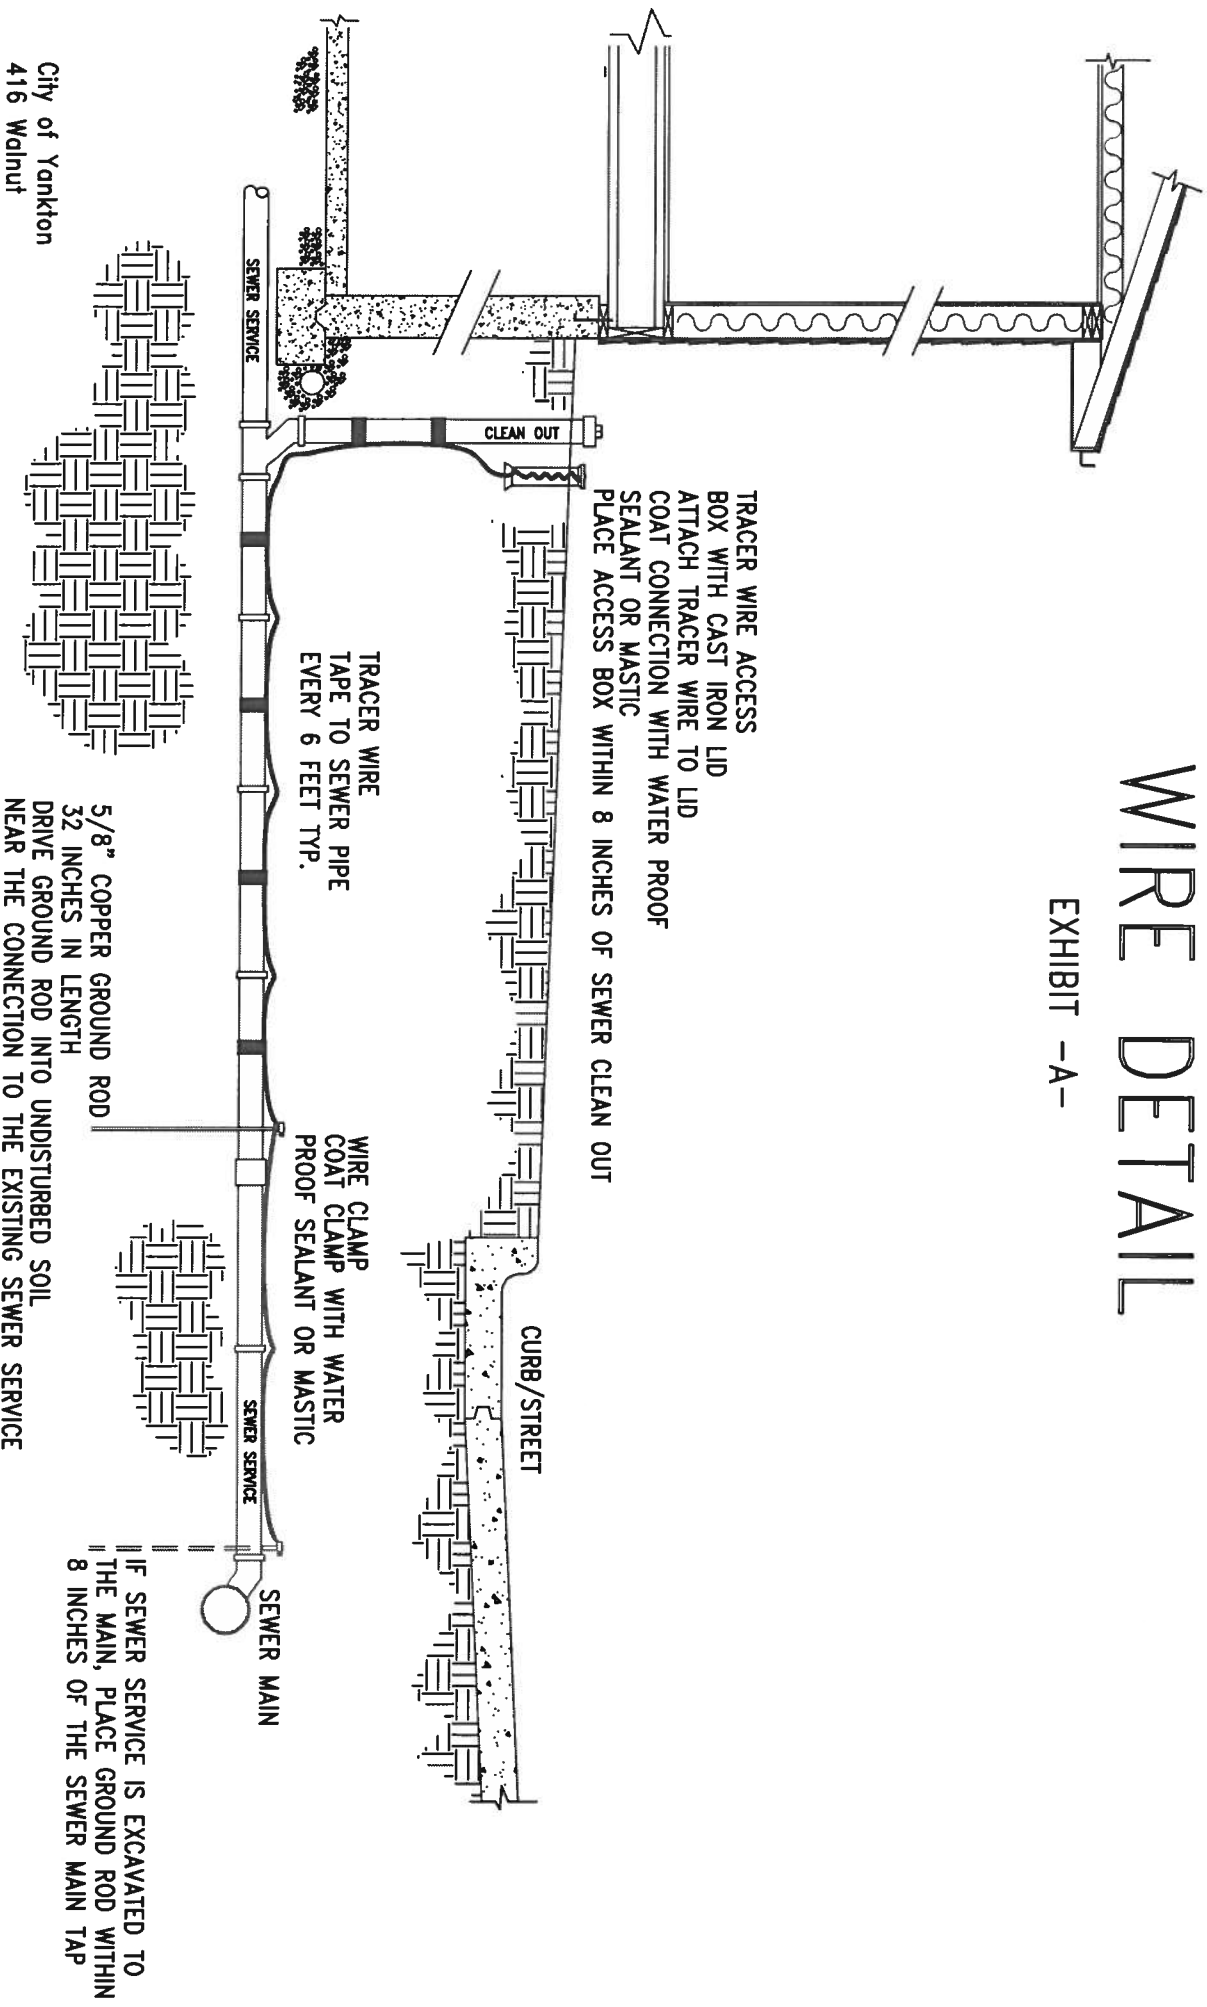 WIRE DETAIL
EXHIBIT -A-
TRACER WIRE ACCESS
BOX WITH CAST IRON LID
ATTACH TRACER WIRE TO LID
COAT CONNECTION WITH WATER PROOF
SEALANT OR MASTIC
PLACE ACCESS BOX WITHIN 8 INCHES OF SEWER CLEAN OUT
CLEAN OUT
CURB/STREET
TRACER WIRE
TAPE TO SEWER PIPE
EVERY 6 FEET TYP.
WIRE CLAMP
COAT CLAMP WITH WATER
PROOF SEALANT OR MASTIC
SEWER SERVICE
SEWER SERVICE
SEWER MAIN
5/8" COPPER GROUND ROD
32 INCHES IN LENGTH
DRIVE GROUND ROD INTO UNDISTURBED SOIL
NEAR THE CONNECTION TO THE EXISTING SEWER SERVICE
IF SEWER SERVICE IS EXCAVATED TO
THE MAIN, PLACE GROUND ROD WITHIN
8 INCHES OF THE SEWER MAIN TAP
City of Yankton
416 Walnut